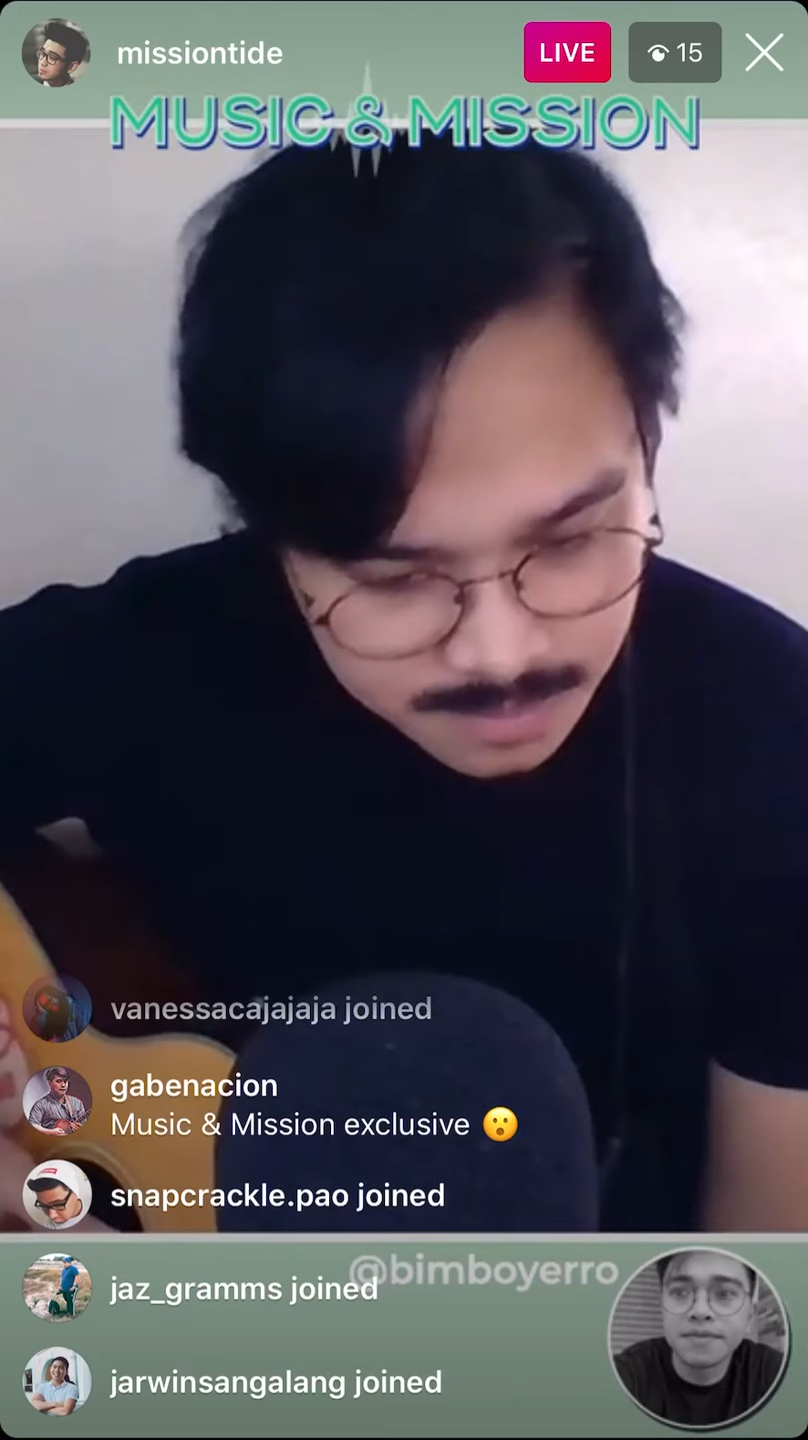 missiontide
LIVE
15
MUSIC & MISSION
vanessacajajaja joined
gabenacion
Music & Mission exclusive 😮
snapcrackle.pao joined
@bimboyerro
jaz_gramms joined
jarwinsangalang joined